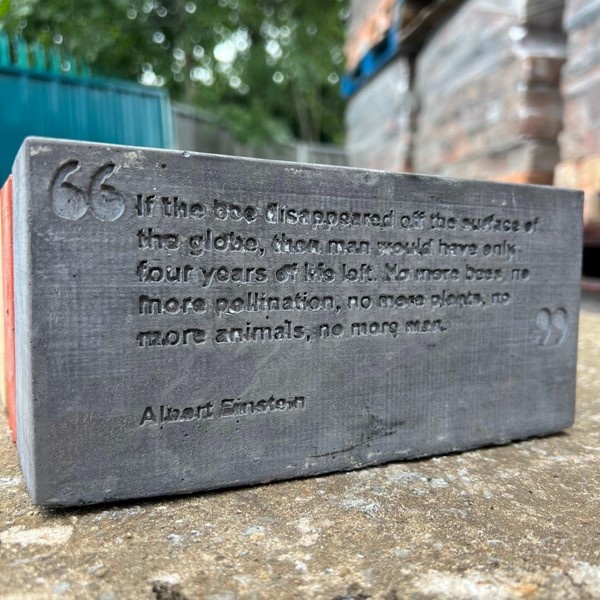 “If the bee disappeared off the surface of
the globe, then man would have only
four years of life left. No more bees, no
more pollination, no more plants, no
more animals, no more man.”
Albert Einstein